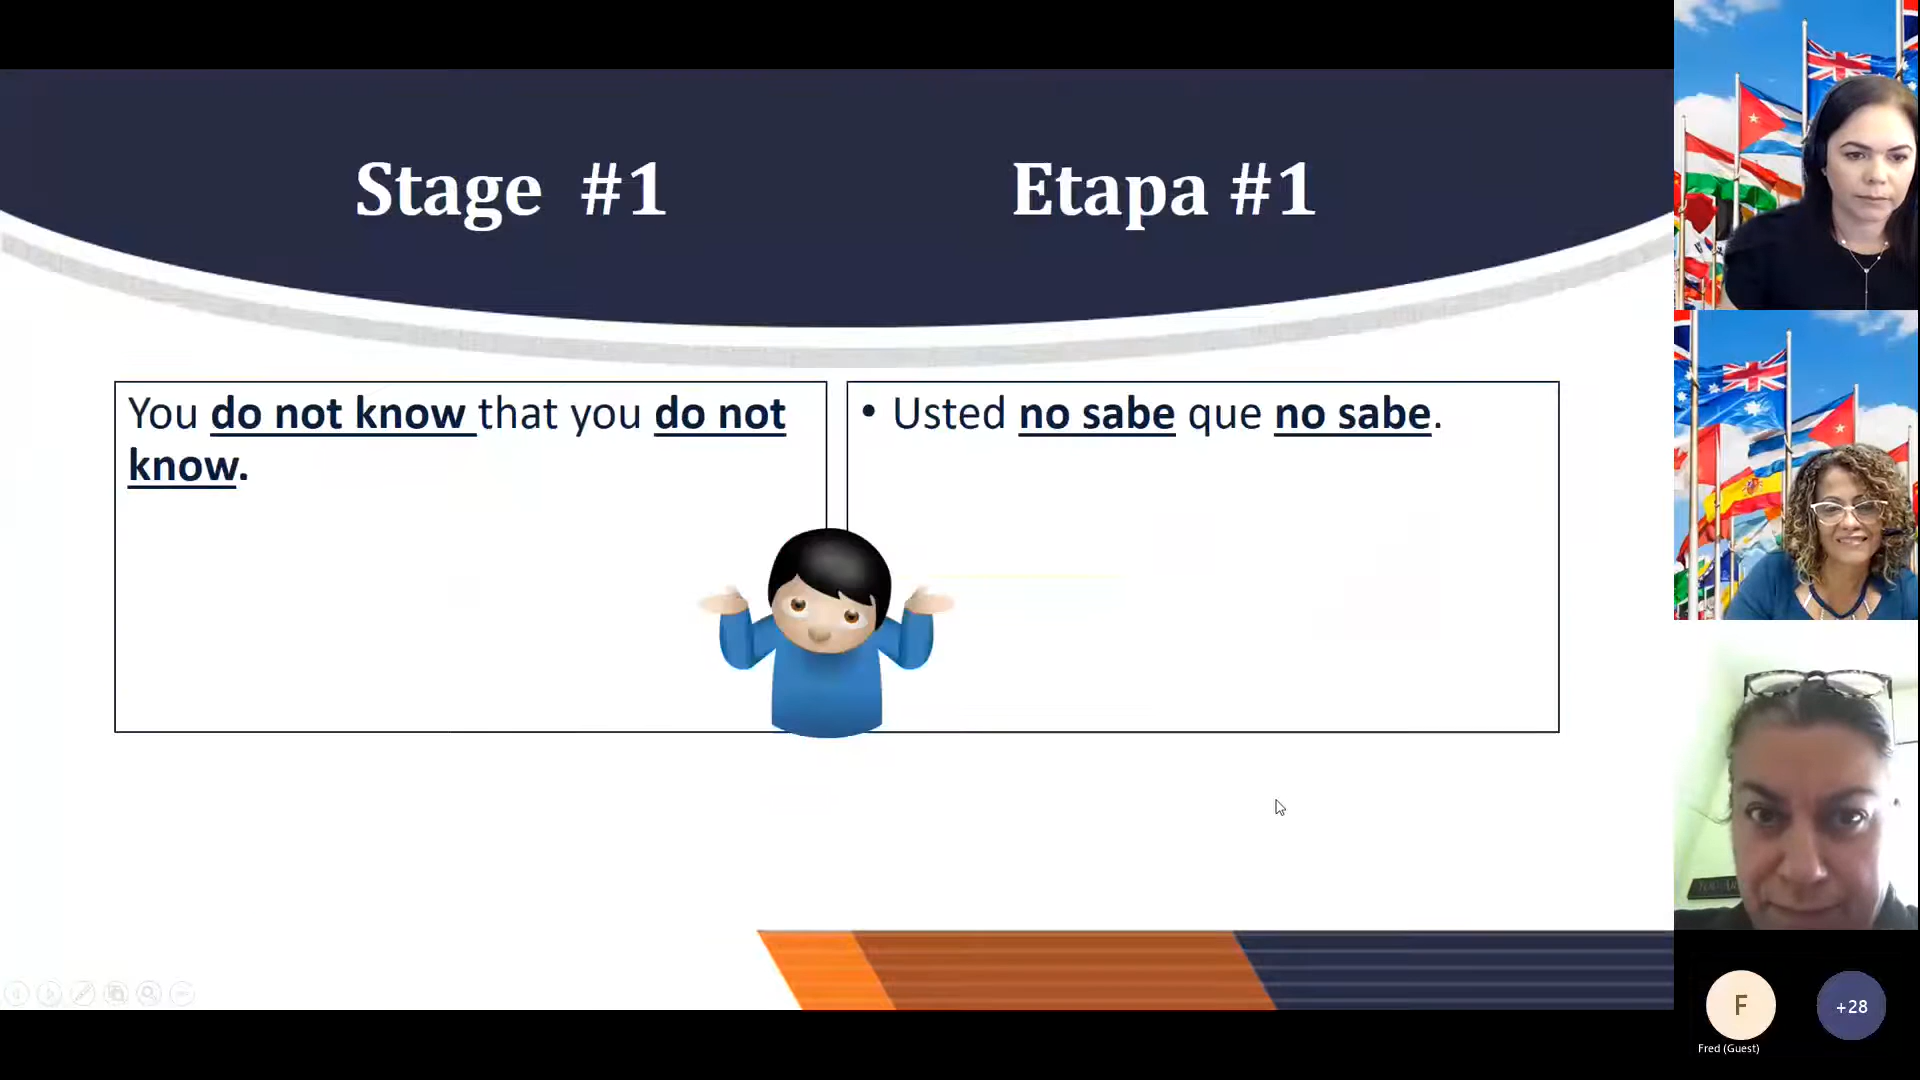 Stage #1
Etapa #1
You do not know that you do not
know.
• Usted no sabe que no sabe.
F
+28
Fred (Guest)